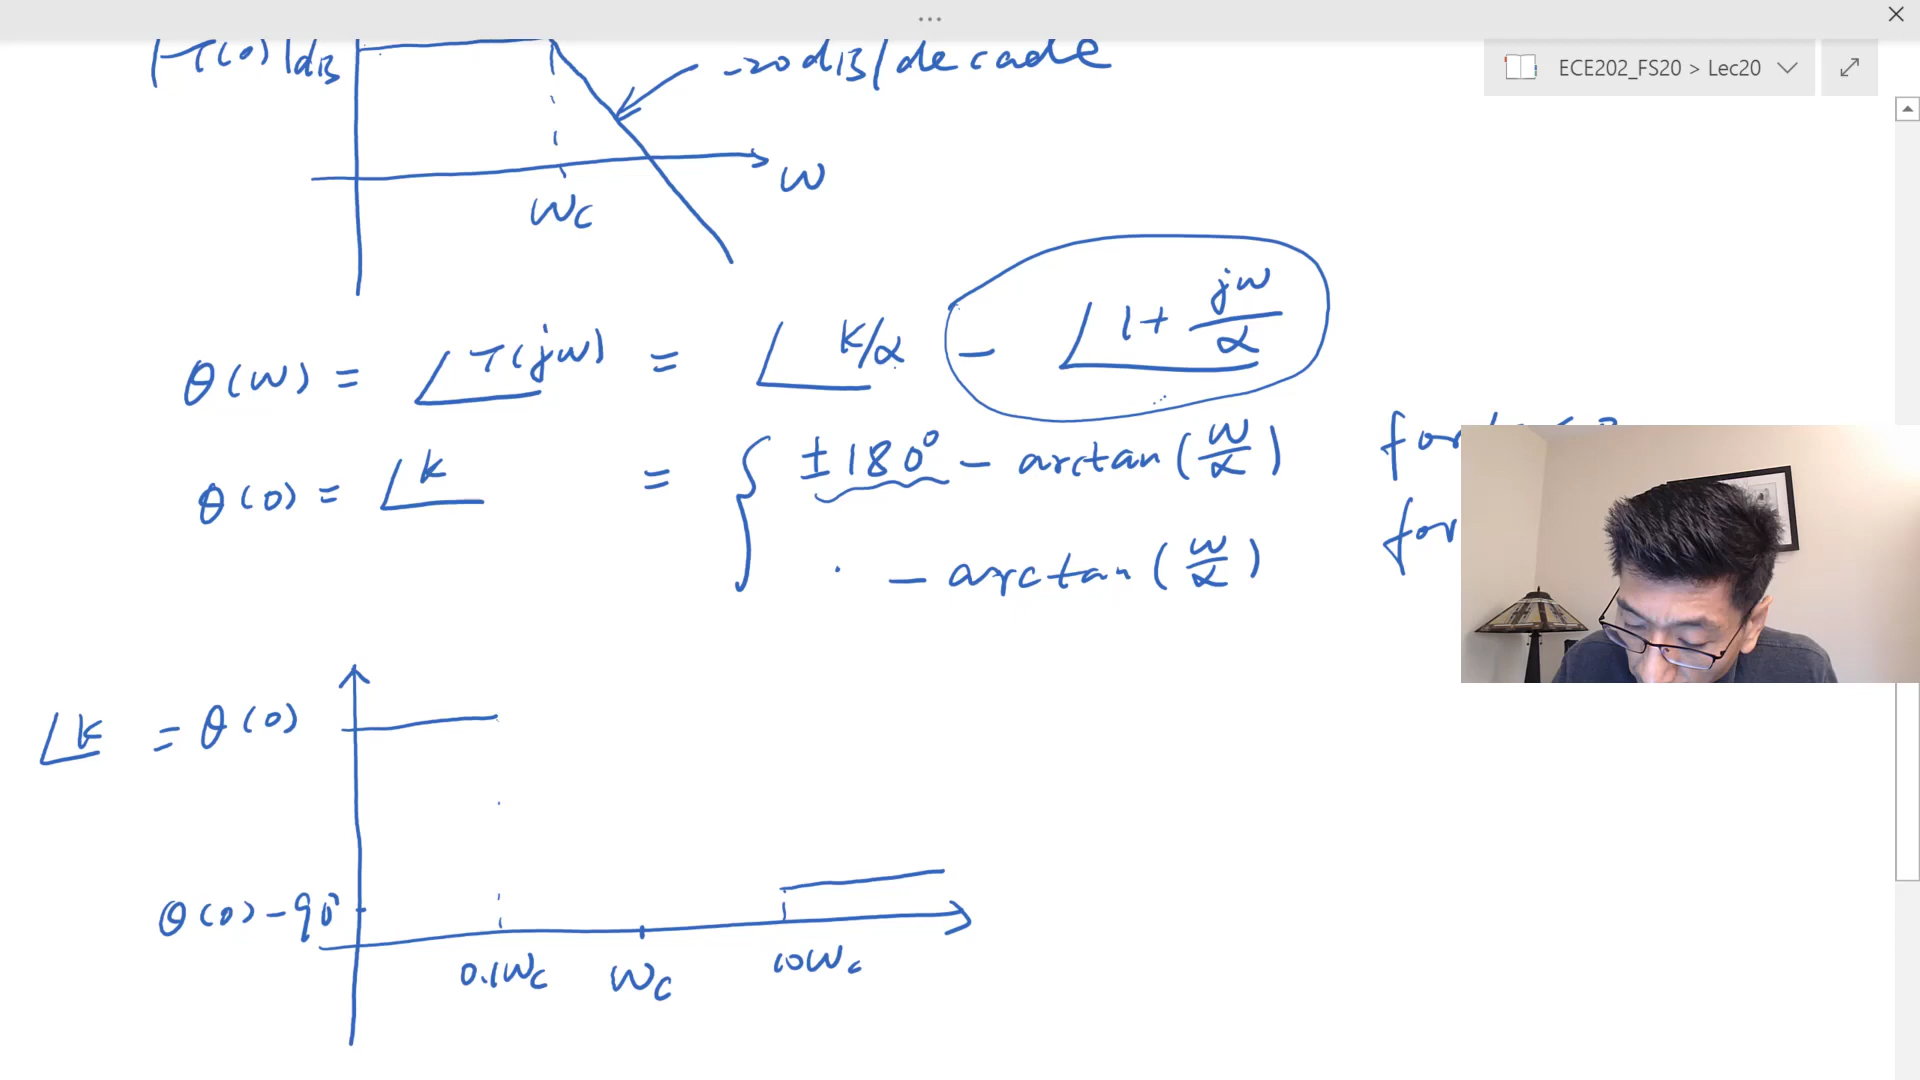 ECE202_FS20 > Lec20
|T(0)|dB
-20dB/decade
ω
ωc
θ(ω) = ∠T(jω) = ∠K/α - ∠1 + jω/α
θ(0) = ∠K = { ±180° - arctan(ω/α) for
- arctan(ω/α) for
∠K = θ(0)
θ(0)-90°
0.1ωc ωc 10ωc